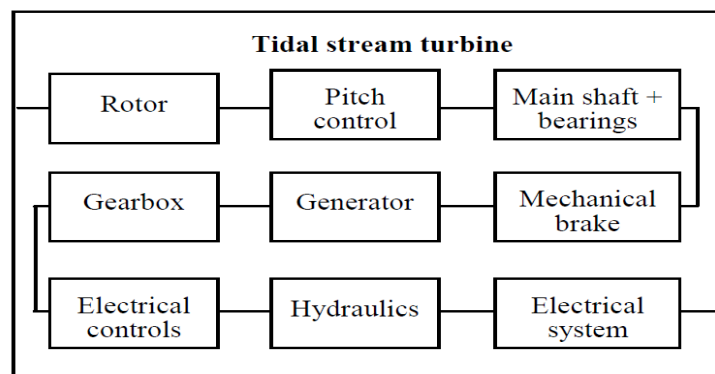 Tidal stream turbine
Rotor
Pitch
control
Main shaft +
bearings
Gearbox
Generator
Mechanical
brake
Electrical
controls
Hydraulics
Electrical
system